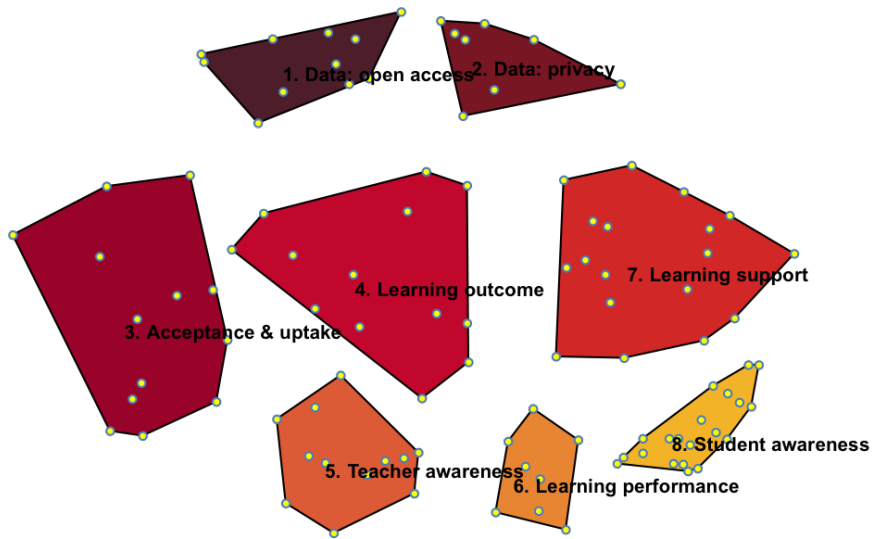 1. Data: open access
2. Data: privacy
3. Acceptance & uptake
4. Learning outcome
7. Learning support
5. Teacher awareness
6. Learning performance
8. Student awareness